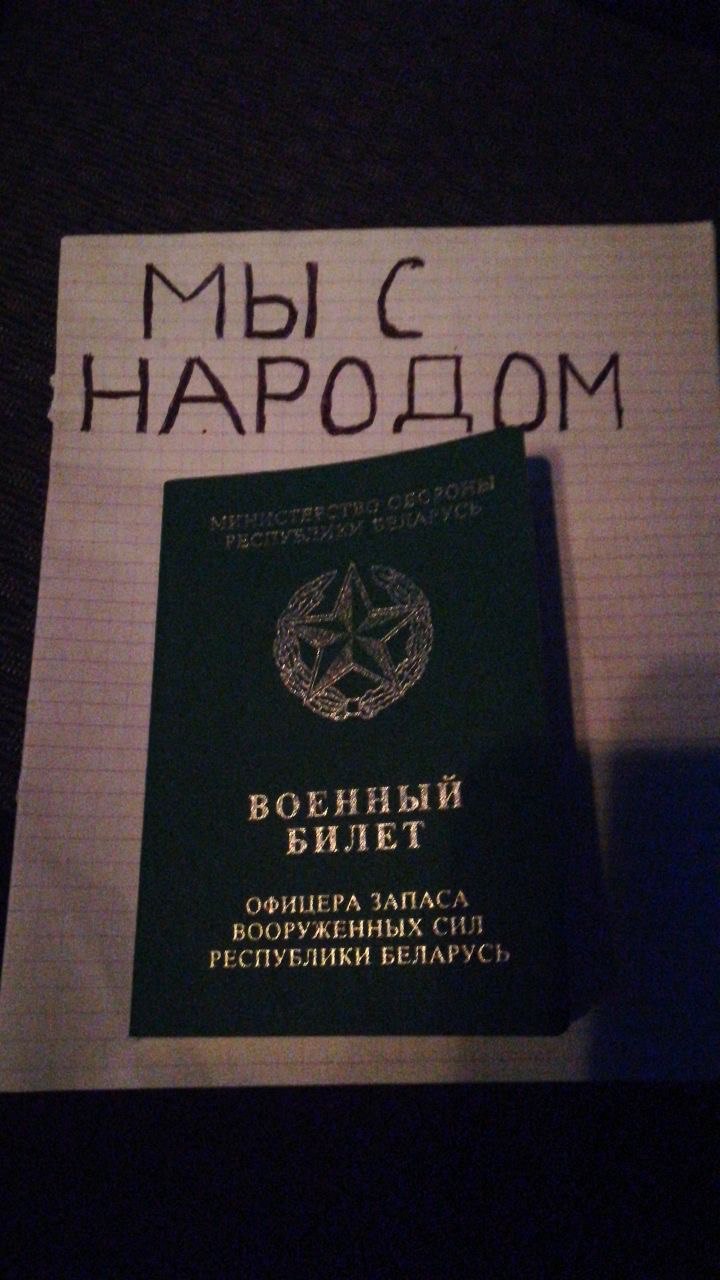 МЫ С
НАРОДОМ
МИНИСТЕРСТВО ОБОРОНЫ
РЕСПУБЛИКИ БЕЛАРУСЬ
ВОЕННЫЙ
БИЛЕТ
ОФИЦЕРА ЗАПАСА
ВООРУЖЕННЫХ СИЛ
РЕСПУБЛИКИ БЕЛАРУСЬ